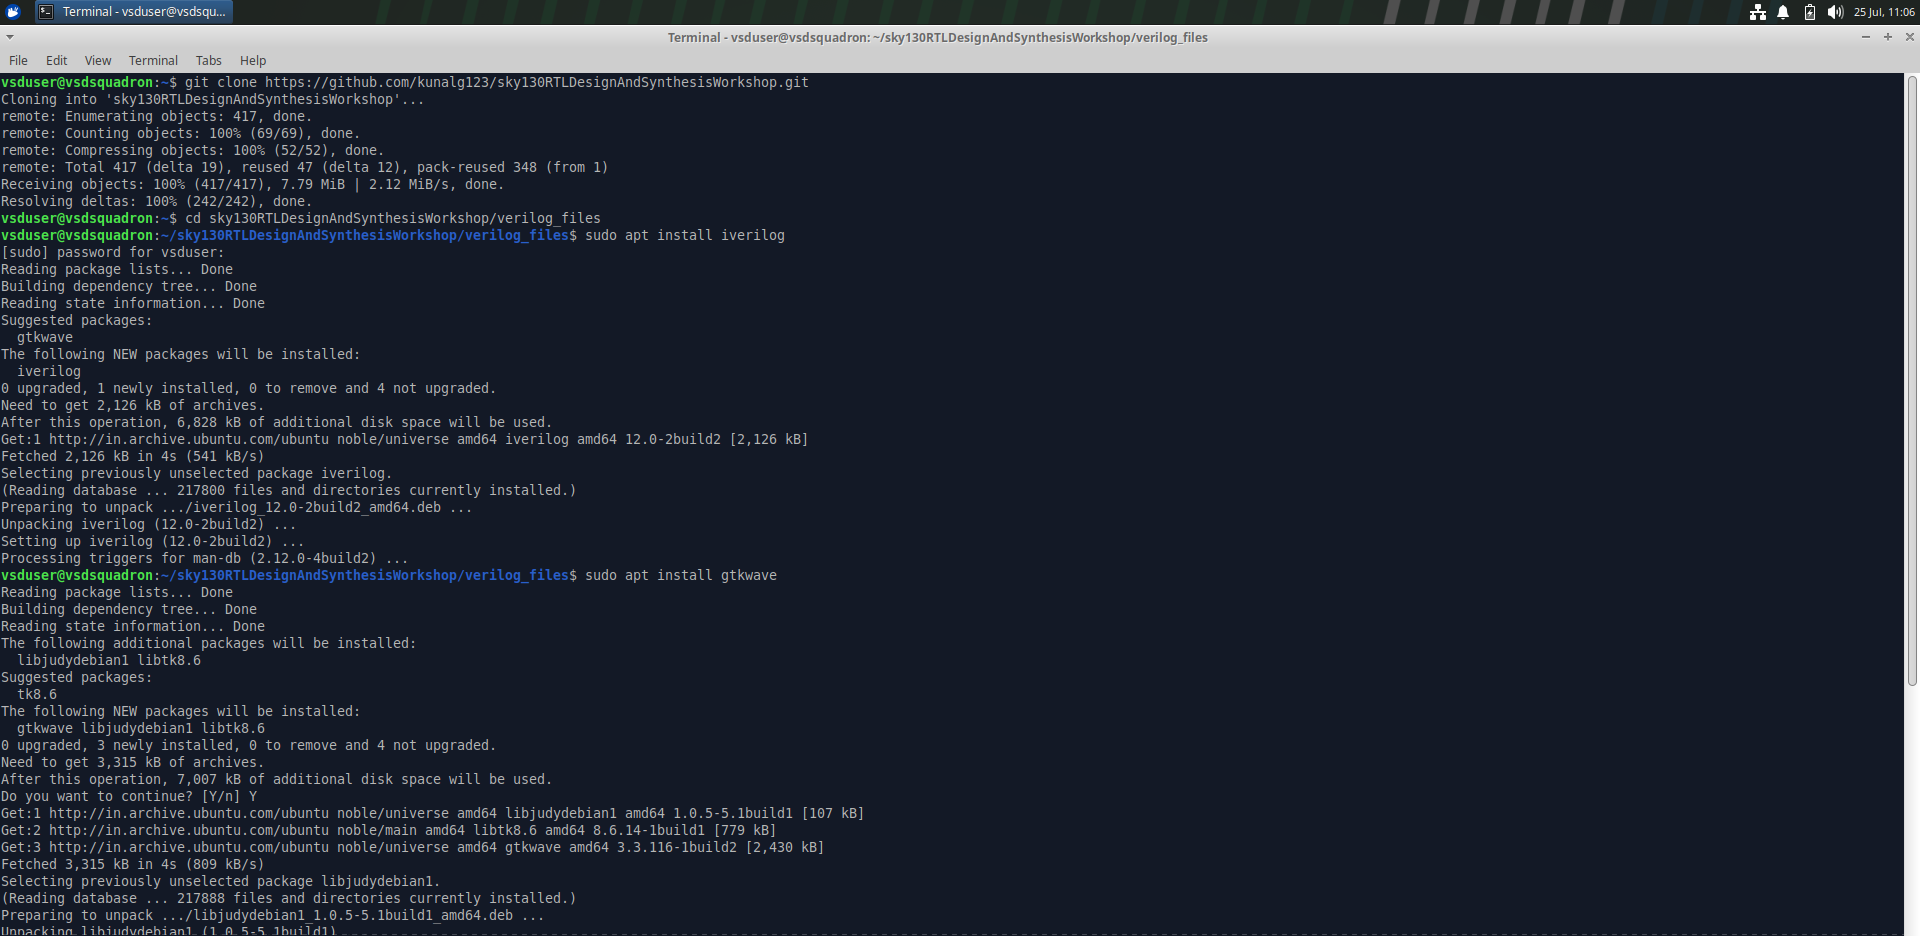 Terminal - vsduser@vsdsqu...
25 Jul, 11:06
Terminal - vsduser@vsdsquadron: ~/sky130RTLDesignAndSynthesisWorkshop/verilog_files
File Edit View Terminal Tabs Help
vsduser@vsdsquadron:~$ git clone https://github.com/kunalg123/sky130RTLDesignAndSynthesisWorkshop.git
Cloning into 'sky130RTLDesignAndSynthesisWorkshop'...
remote: Enumerating objects: 417, done.
remote: Counting objects: 100% (69/69), done.
remote: Compressing objects: 100% (52/52), done.
remote: Total 417 (delta 19), reused 47 (delta 12), pack-reused 348 (from 1)
Receiving objects: 100% (417/417), 7.79 MiB | 2.12 MiB/s, done.
Resolving deltas: 100% (242/242), done.
vsduser@vsdsquadron:~$ cd sky130RTLDesignAndSynthesisWorkshop/verilog_files
vsduser@vsdsquadron:~/sky130RTLDesignAndSynthesisWorkshop/verilog_files$ sudo apt install iverilog
[sudo] password for vsduser:
Reading package lists... Done
Building dependency tree... Done
Reading state information... Done
Suggested packages:
  gtkwave
The following NEW packages will be installed:
  iverilog
0 upgraded, 1 newly installed, 0 to remove and 4 not upgraded.
Need to get 2,126 kB of archives.
After this operation, 6,828 kB of additional disk space will be used.
Get:1 http://in.archive.ubuntu.com/ubuntu noble/universe amd64 iverilog amd64 12.0-2build2 [2,126 kB]
Fetched 2,126 kB in 4s (541 kB/s)
Selecting previously unselected package iverilog.
(Reading database ... 217800 files and directories currently installed.)
Preparing to unpack .../iverilog_12.0-2build2_amd64.deb ...
Unpacking iverilog (12.0-2build2) ...
Setting up iverilog (12.0-2build2) ...
Processing triggers for man-db (2.12.0-4build2) ...
vsduser@vsdsquadron:~/sky130RTLDesignAndSynthesisWorkshop/verilog_files$ sudo apt install gtkwave
Reading package lists... Done
Building dependency tree... Done
Reading state information... Done
The following additional packages will be installed:
  libjudydebian1 libtk8.6
Suggested packages:
  tk8.6
The following NEW packages will be installed:
  gtkwave libjudydebian1 libtk8.6
0 upgraded, 3 newly installed, 0 to remove and 4 not upgraded.
Need to get 3,315 kB of archives.
After this operation, 7,007 kB of additional disk space will be used.
Do you want to continue? [Y/n] Y
Get:1 http://in.archive.ubuntu.com/ubuntu noble/universe amd64 libjudydebian1 amd64 1.0.5-5.1build1 [107 kB]
Get:2 http://in.archive.ubuntu.com/ubuntu noble/main amd64 libtk8.6 amd64 8.6.14-1build1 [779 kB]
Get:3 http://in.archive.ubuntu.com/ubuntu noble/universe amd64 gtkwave amd64 3.3.116-1build2 [2,430 kB]
Fetched 3,315 kB in 4s (809 kB/s)
Selecting previously unselected package libjudydebian1.
(Reading database ... 217888 files and directories currently installed.)
Preparing to unpack .../libjudydebian1_1.0.5-5.1build1_amd64.deb ...
Unpacking libjudydebian1 (1.0.5-5.1build1) ...